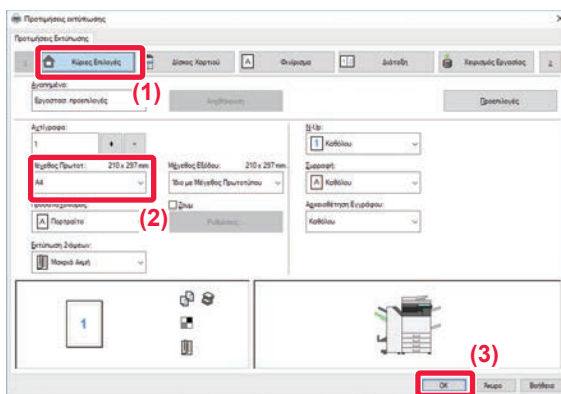 Προτιμήσεις εκτύπωσης
Προτιμήσεις Εκτύπωσης
Κύριες Επιλογές
Δίσκος Χαρτιού
Φινίρισμα
Διάταξη
Χειρισμός Εργασίας
(1)
Αγαπημένα:
Εργοστασ προεπιλογές
Αποθήκευση
Προεπιλογές
Αντίγραφα:
1
N-Up:
Καθόλου
Μέγεθος Πρωτοτ: 210 x 297 mm
A4
Μέγεθος Εξόδου: 210 x 297 mm
Ίδιο με Μέγεθος Πρωτοτύπου
Συρραφή:
Καθόλου
(2)
Προσανατολισμός:
Πορτραίτο
Ζουμ
Ρυθμίσεις
Αρχειοθέτηση Εγγράφου:
Καθόλου
Εκτύπωση 2 όψεων:
Μακριά Ακμή
1
(3)
OK
Άκυρο
Βοήθεια